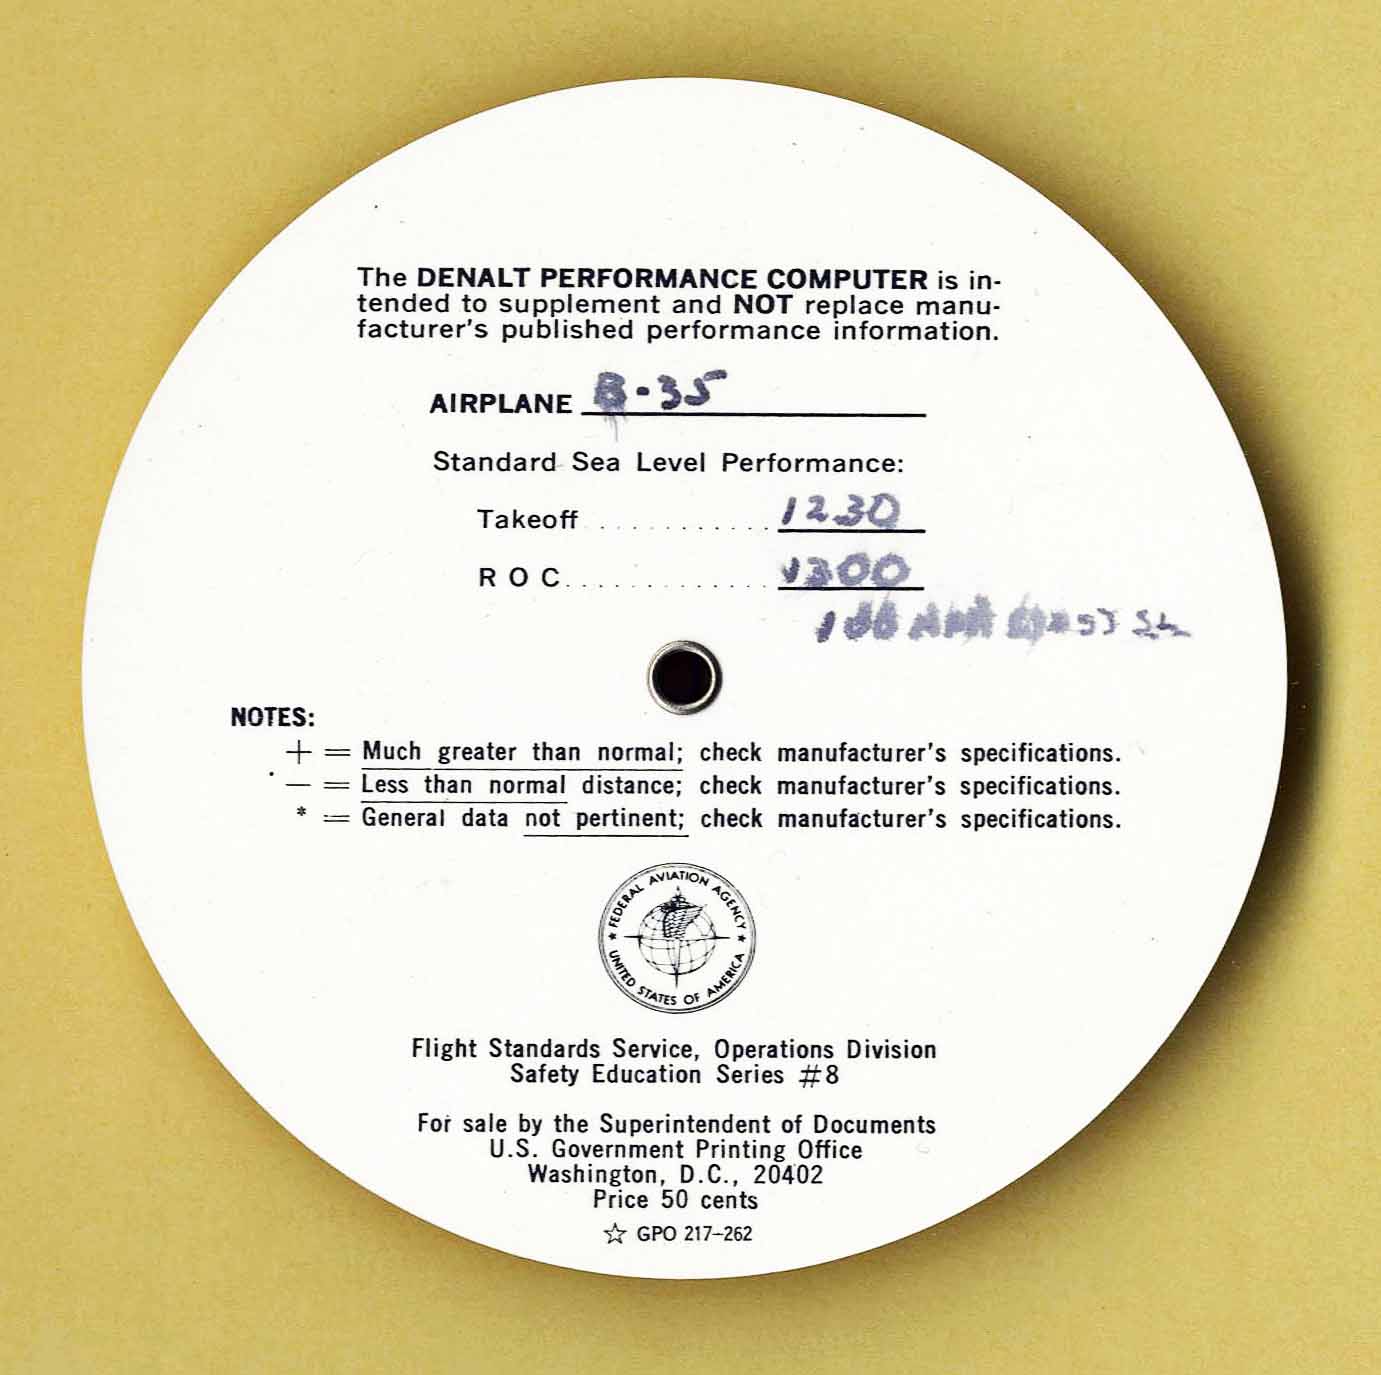 The DENALT PERFORMANCE COMPUTER is in-
tended to supplement and NOT replace manu-
facturer's published performance information.
AIRPLANE B-35
Standard Sea Level Performance:
Takeoff ............ 1230
R O C ............. 1300
NOTES:
+ = Much greater than normal; check manufacturer's specifications.
– = Less than normal distance; check manufacturer's specifications.
* = General data not pertinent; check manufacturer's specifications.
★ FEDERAL AVIATION AGENCY ★
UNITED STATES OF AMERICA
Flight Standards Service, Operations Division
Safety Education Series #8
For sale by the Superintendent of Documents
U.S. Government Printing Office
Washington, D.C., 20402
Price 50 cents
☆ GPO 217–262